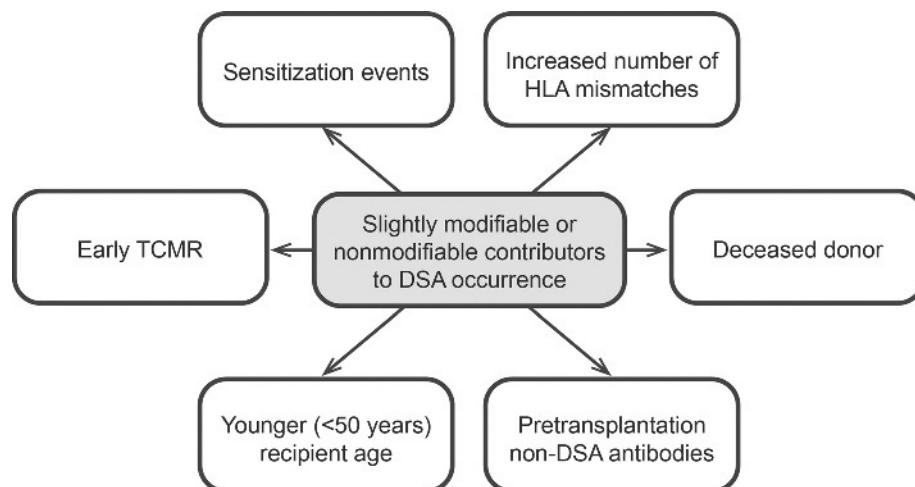 Sensitization events
Increased number of
HLA mismatches
Early TCMR
Slightly modifiable or
nonmodifiable contributors
to DSA occurrence
Deceased donor
Younger (<50 years)
recipient age
Pretransplantation
non-DSA antibodies